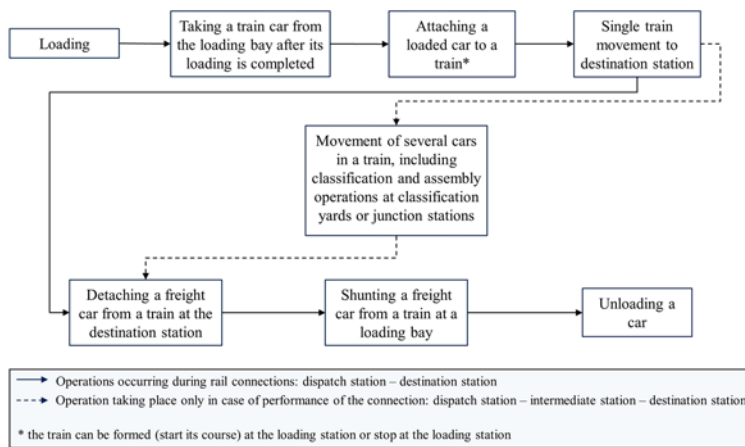 Loading
Taking a train car from
the loading bay after its
loading is completed
Attaching a
loaded car to a
train*
Single train
movement to
destination station
Movement of several cars
in a train, including
classification and assembly
operations at classification
yards or junction stations
Detaching a freight
car from a train at the
destination station
Shunting a freight
car from a train at a
loading bay
Unloading a
car
Operations occurring during rail connections: dispatch station – destination station
Operation taking place only in case of performance of the connection: dispatch station – intermediate station – destination station
* the train can be formed (start its course) at the loading station or stop at the loading station